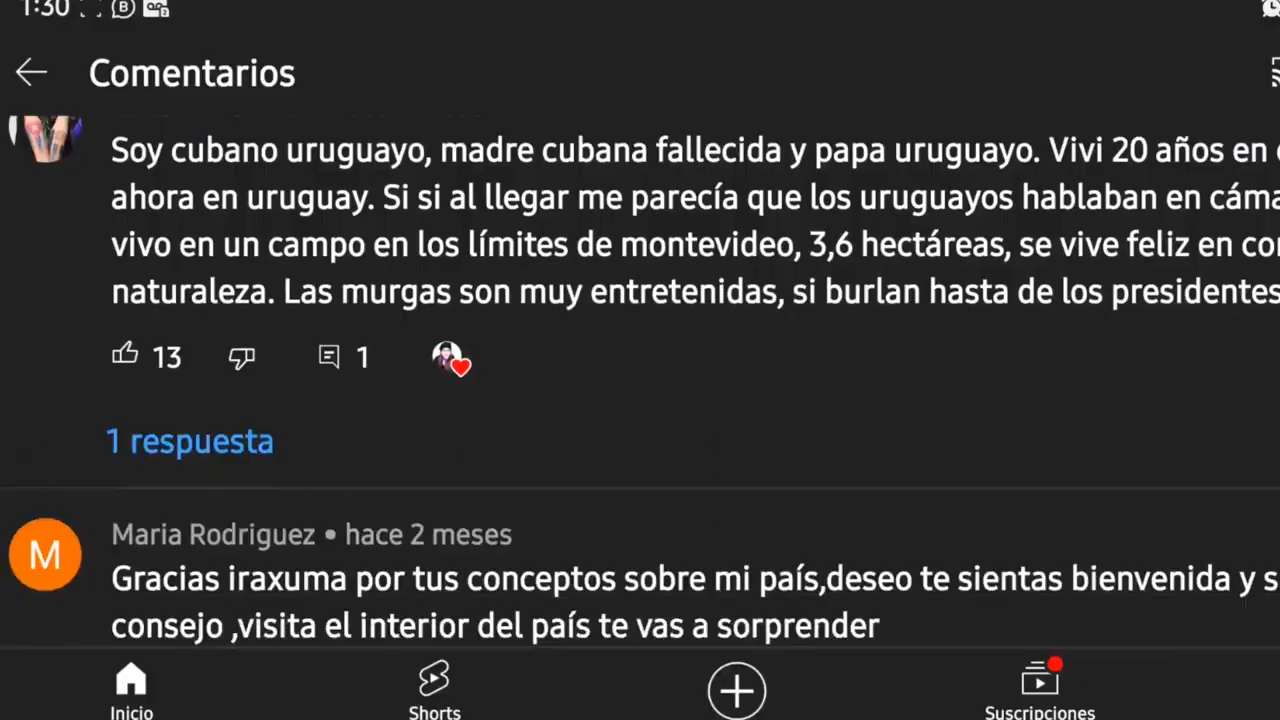 1:30
Comentarios
Soy cubano uruguayo, madre cubana fallecida y papa uruguayo. Vivi 20 años en
ahora en uruguay. Si si al llegar me parecía que los uruguayos hablaban en
vivo en un campo en los límites de montevideo, 3,6 hectáreas, se vive feliz en
naturaleza. Las murgas son muy entretenidas, si burlan hasta de los presidentes
13 1
1 respuesta
M
Maria Rodriguez • hace 2 meses
Gracias iraxuma por tus conceptos sobre mi país,deseo te sientas bienvenida y
consejo ,visita el interior del país te vas a sorprender
Inicio Shorts Suscripciones